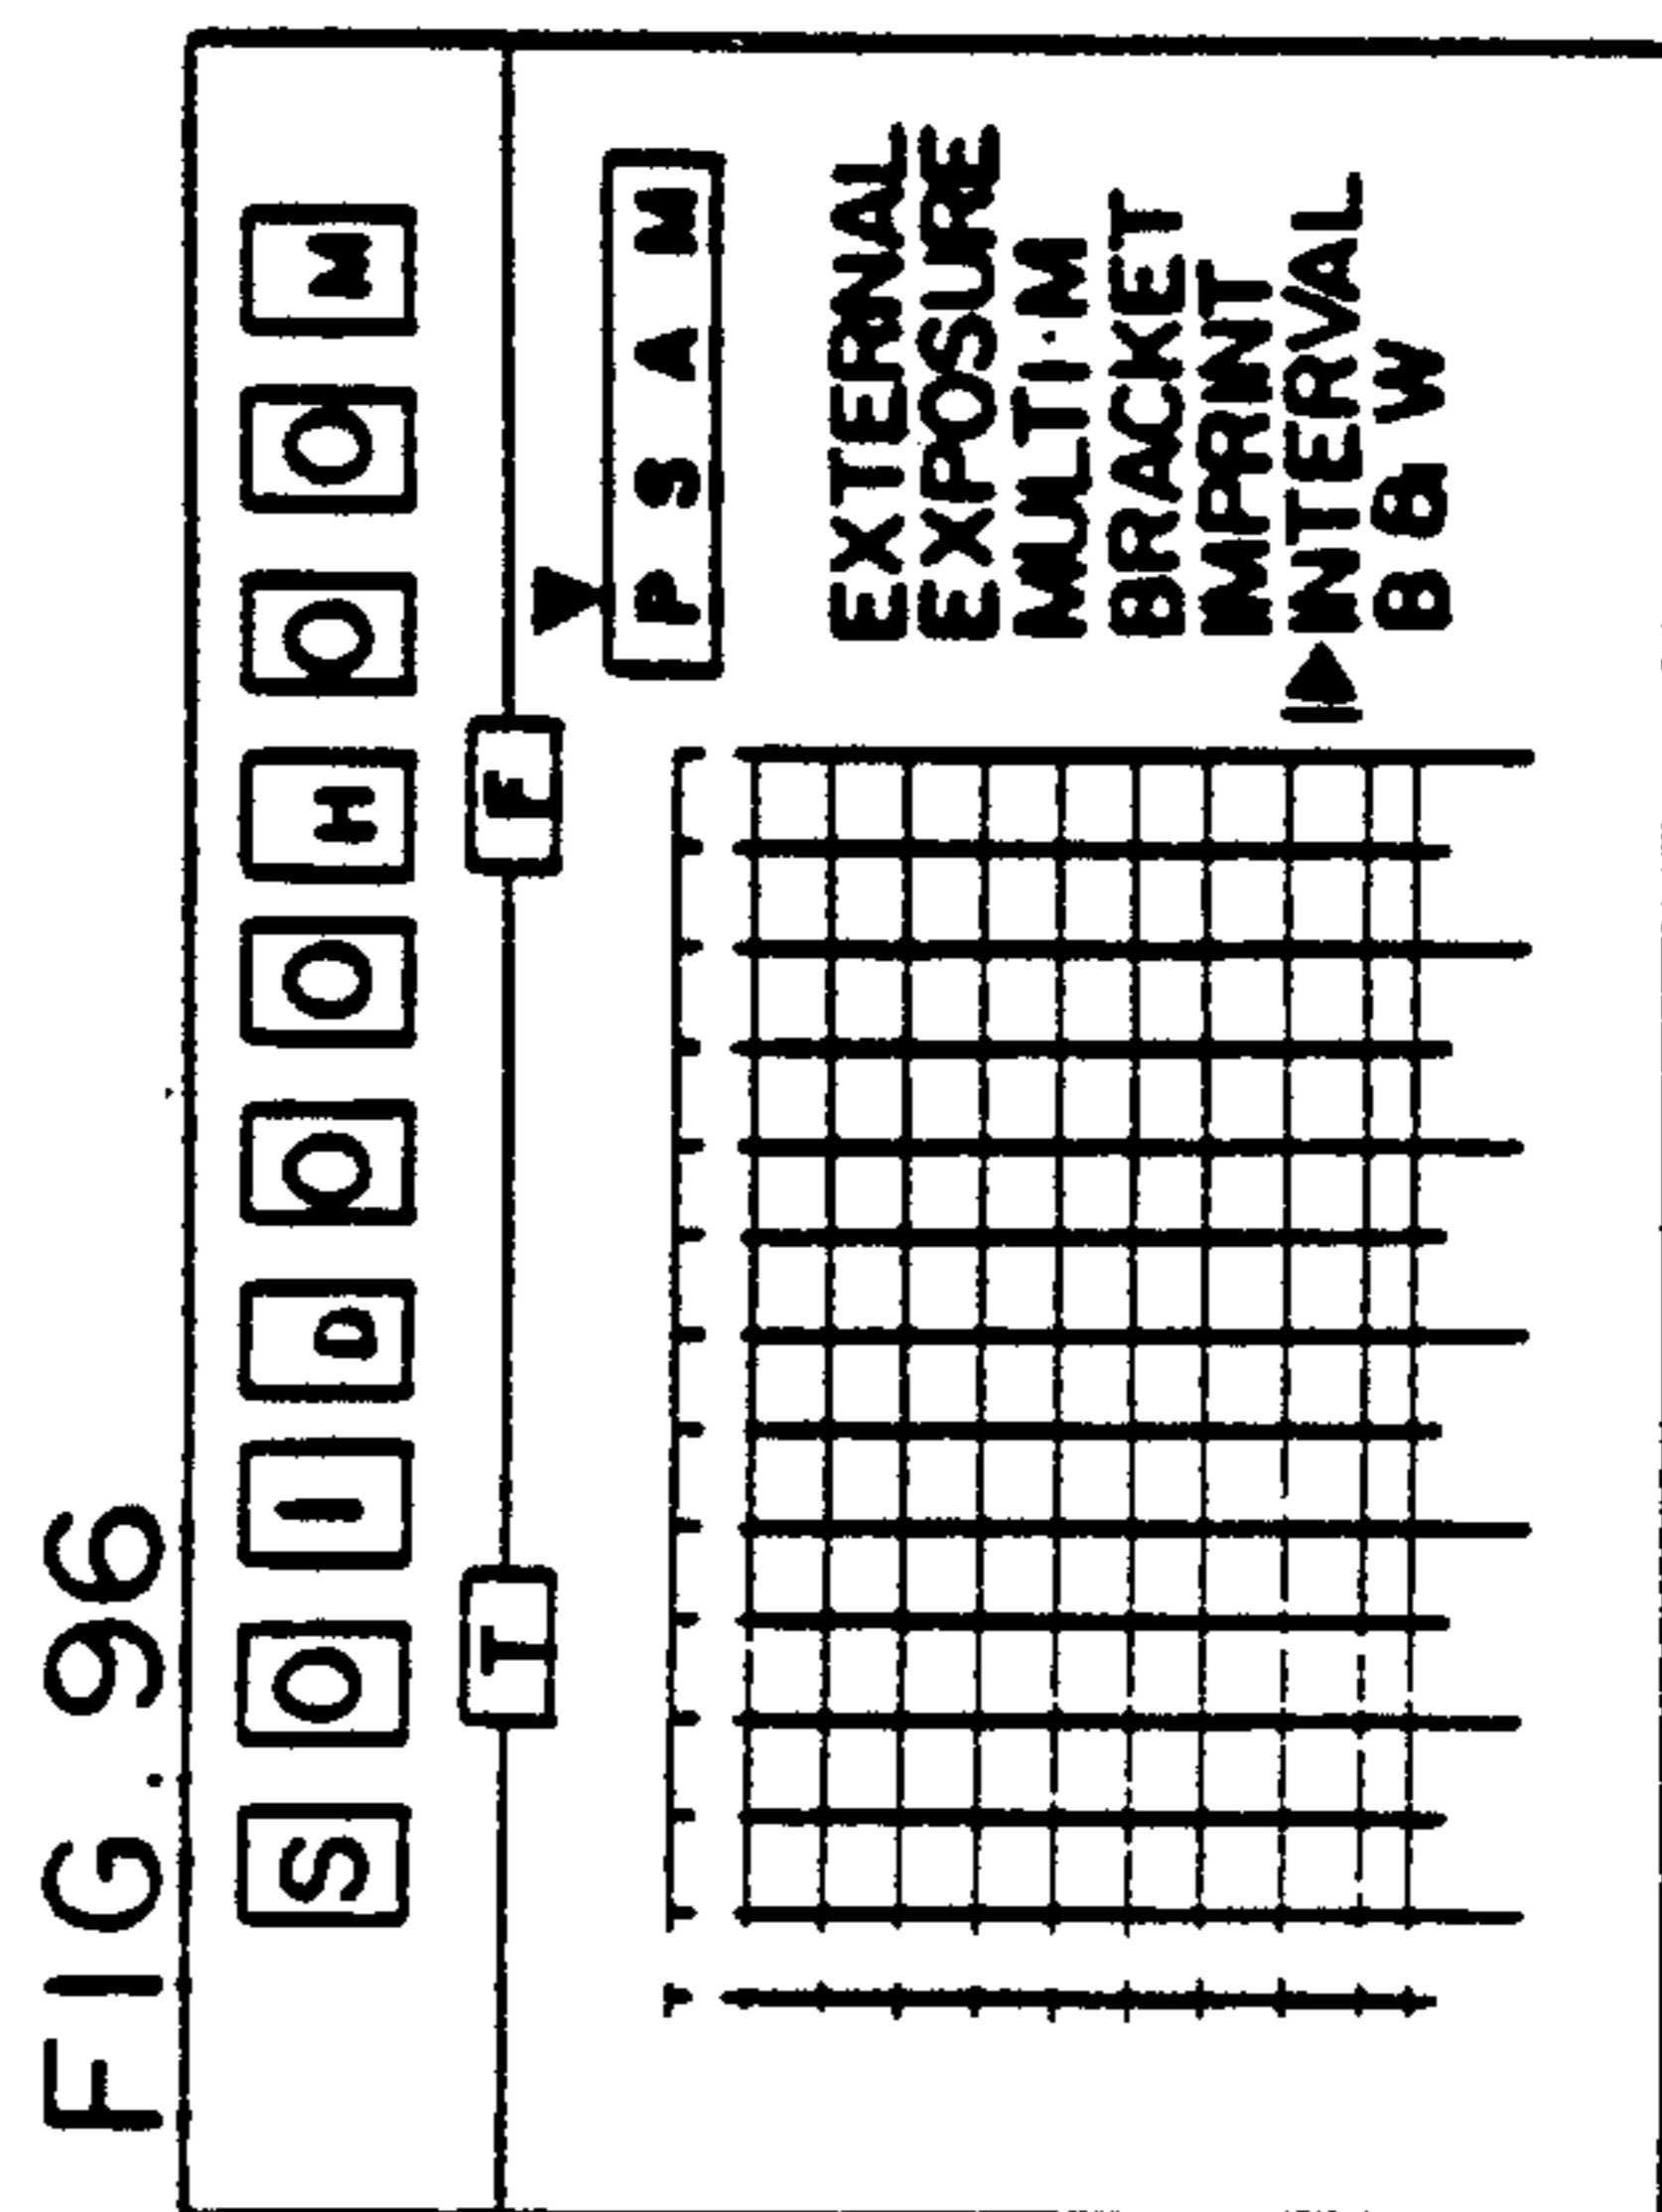 FIG. 96
S O I D O O H O O M
T F
P S A M
EXTERNAL
EXPOSURE
MULTI·M
BRACKET
IMPRINT
INTERVAL
B & W